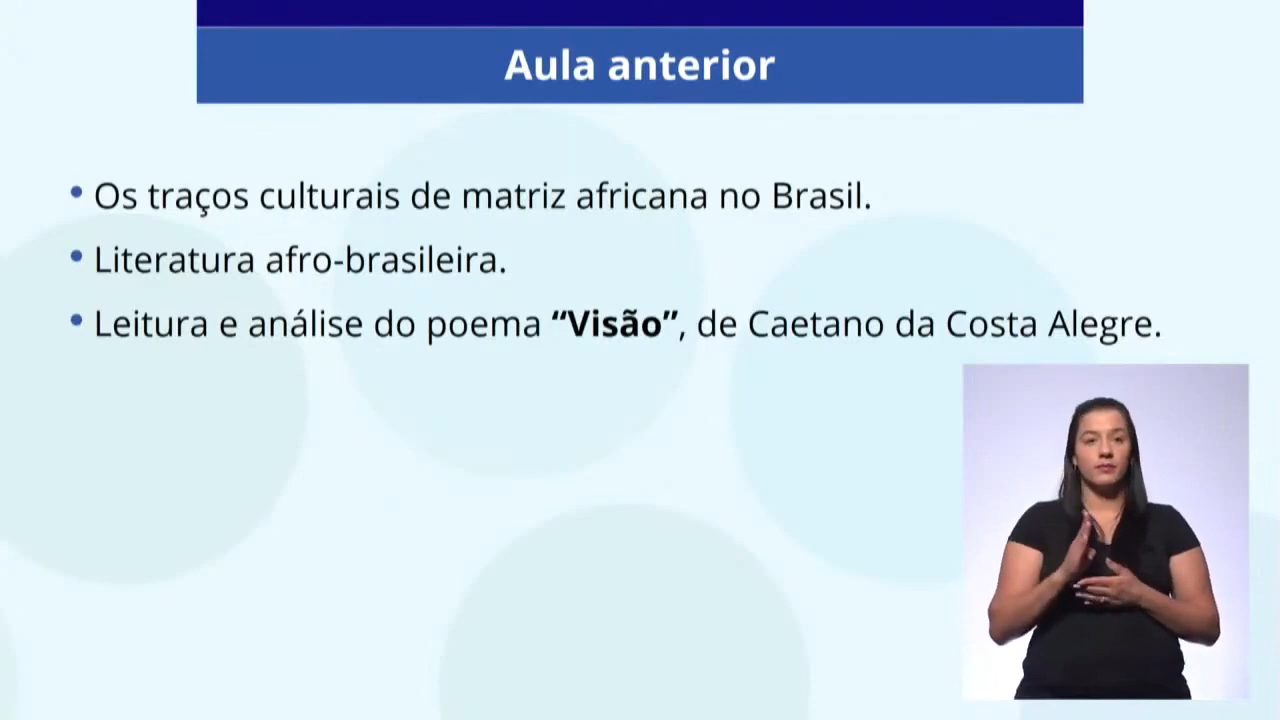 Aula anterior
• Os traços culturais de matriz africana no Brasil.
• Literatura afro-brasileira.
• Leitura e análise do poema “Visão”, de Caetano da Costa Alegre.